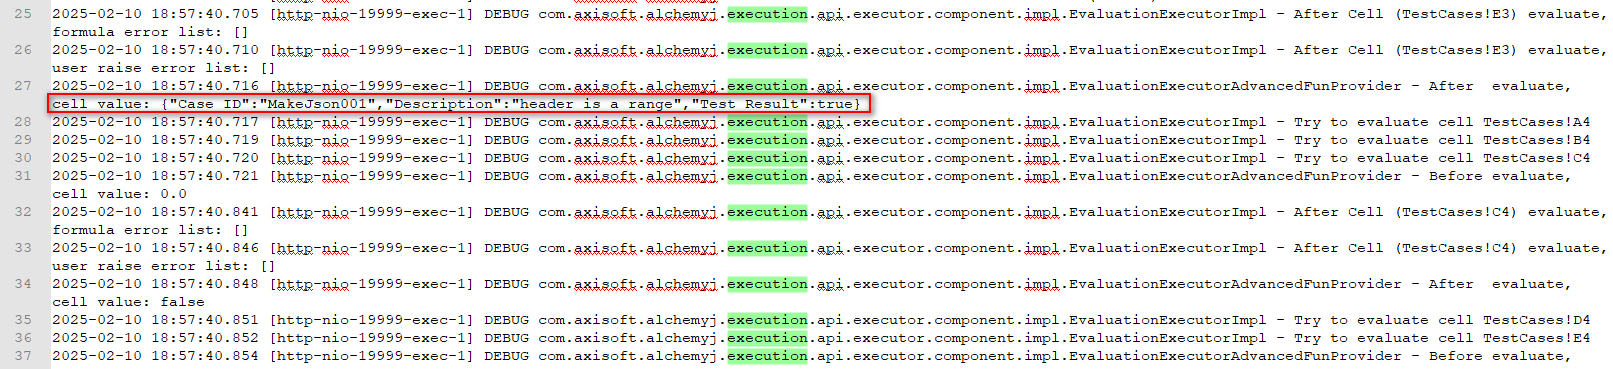 25 2025-02-10 18:57:40.705 [http-nio-19999-exec-1] DEBUG com.axisoft.alchemyj.execution.api.executor.component.impl.EvaluationExecutorImpl - After Cell (TestCases!E3) evaluate,
formula error list: []
26 2025-02-10 18:57:40.710 [http-nio-19999-exec-1] DEBUG com.axisoft.alchemyj.execution.api.executor.component.impl.EvaluationExecutorImpl - After Cell (TestCases!E3) evaluate,
user raise error list: []
27 2025-02-10 18:57:40.716 [http-nio-19999-exec-1] DEBUG com.axisoft.alchemyj.execution.api.executor.component.impl.EvaluationExecutorAdvancedFunProvider - After  evaluate,
cell value: {"Case ID":"MakeJson001","Description":"header is a range","Test Result":true}
28 2025-02-10 18:57:40.717 [http-nio-19999-exec-1] DEBUG com.axisoft.alchemyj.execution.api.executor.component.impl.EvaluationExecutorImpl - Try to evaluate cell TestCases!A4
29 2025-02-10 18:57:40.719 [http-nio-19999-exec-1] DEBUG com.axisoft.alchemyj.execution.api.executor.component.impl.EvaluationExecutorImpl - Try to evaluate cell TestCases!B4
30 2025-02-10 18:57:40.720 [http-nio-19999-exec-1] DEBUG com.axisoft.alchemyj.execution.api.executor.component.impl.EvaluationExecutorImpl - Try to evaluate cell TestCases!C4
31 2025-02-10 18:57:40.721 [http-nio-19999-exec-1] DEBUG com.axisoft.alchemyj.execution.api.executor.component.impl.EvaluationExecutorAdvancedFunProvider - Before evaluate,
cell value: 0.0
32 2025-02-10 18:57:40.841 [http-nio-19999-exec-1] DEBUG com.axisoft.alchemyj.execution.api.executor.component.impl.EvaluationExecutorImpl - After Cell (TestCases!C4) evaluate,
formula error list: []
33 2025-02-10 18:57:40.846 [http-nio-19999-exec-1] DEBUG com.axisoft.alchemyj.execution.api.executor.component.impl.EvaluationExecutorImpl - After Cell (TestCases!C4) evaluate,
user raise error list: []
34 2025-02-10 18:57:40.848 [http-nio-19999-exec-1] DEBUG com.axisoft.alchemyj.execution.api.executor.component.impl.EvaluationExecutorAdvancedFunProvider - After  evaluate,
cell value: false
35 2025-02-10 18:57:40.851 [http-nio-19999-exec-1] DEBUG com.axisoft.alchemyj.execution.api.executor.component.impl.EvaluationExecutorImpl - Try to evaluate cell TestCases!D4
36 2025-02-10 18:57:40.852 [http-nio-19999-exec-1] DEBUG com.axisoft.alchemyj.execution.api.executor.component.impl.EvaluationExecutorImpl - Try to evaluate cell TestCases!E4
37 2025-02-10 18:57:40.854 [http-nio-19999-exec-1] DEBUG com.axisoft.alchemyj.execution.api.executor.component.impl.EvaluationExecutorAdvancedFunProvider - Before evaluate,